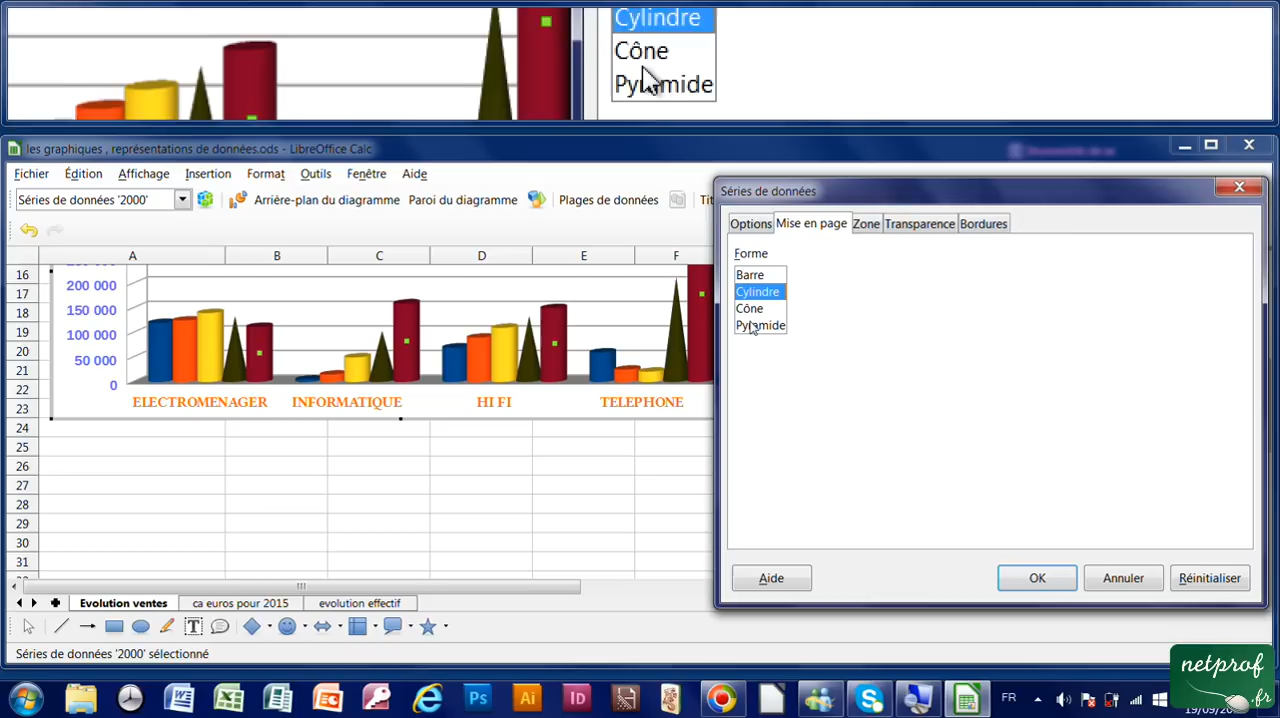 Cylindre
Cône
Pyramide
les graphiques , représentations de données.ods - LibreOffice Calc
Fichier Édition Affichage Insertion Format Outils Fenêtre Aide
Séries de données '2000' Arrière-plan du diagramme Paroi du diagramme Plages de données
Séries de données
Options Mise en page Zone Transparence Bordures
Forme
Barre
Cylindre
Cône
Pyramide
A B C D E F
16
17
18
19
20
21
22
23
24
25
26
27
28
29
30
31
200 000
150 000
100 000
50 000
0
ELECTROMENAGER INFORMATIQUE HI FI TELEPHONE
Aide OK Annuler Réinitialiser
Evolution ventes ca euros pour 2015 evolution effectif
Séries de données '2000' sélectionné
Ps Ai Id FR
netprof
.fr